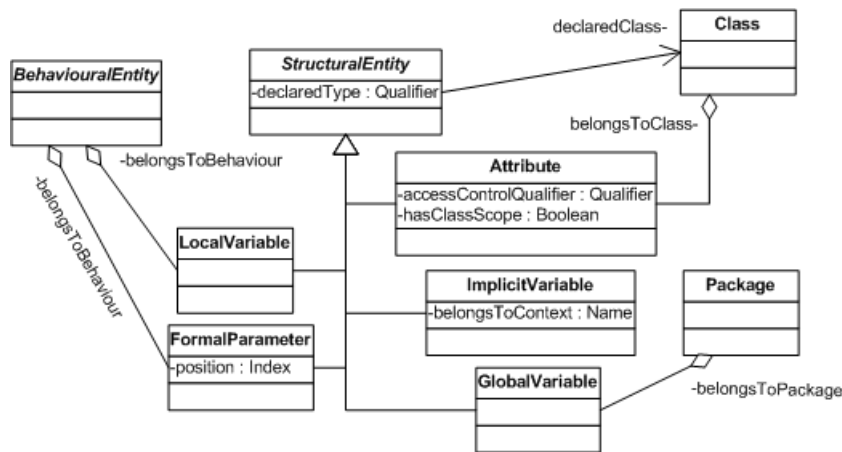 declaredClass-
Class
BehaviouralEntity
StructuralEntity
-declaredType : Qualifier
belongsToClass-
-belongsToBehaviour
Attribute
-accessControlQualifier : Qualifier
-hasClassScope : Boolean
-belongsToBehaviour
LocalVariable
ImplicitVariable
-belongsToContext : Name
Package
FormalParameter
-position : Index
GlobalVariable
-belongsToPackage